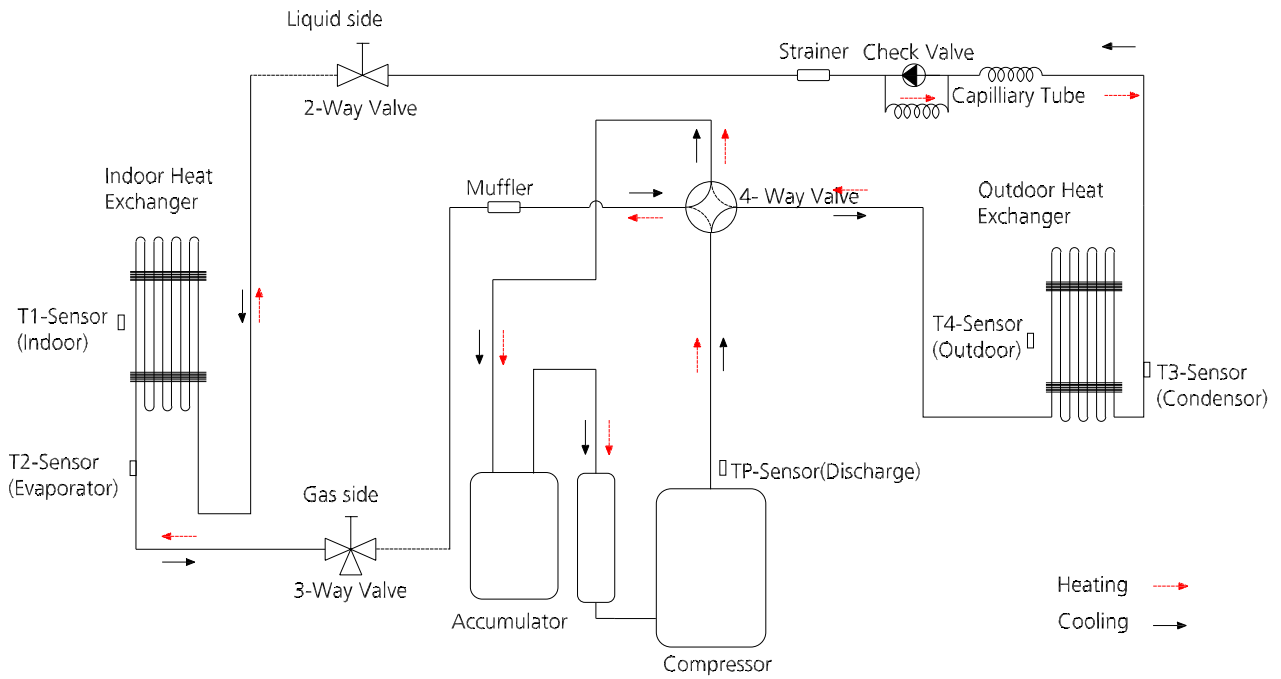 Liquid side
2-Way Valve
Strainer
Check Valve
Capilliary Tube
Indoor Heat
Exchanger
Muffler
4- Way Valve
Outdoor Heat
Exchanger
T1-Sensor
(Indoor)
T4-Sensor
(Outdoor)
T3-Sensor
(Condensor)
T2-Sensor
(Evaporator)
TP-Sensor(Discharge)
Gas side
3-Way Valve
Accumulator
Compressor
Heating
Cooling